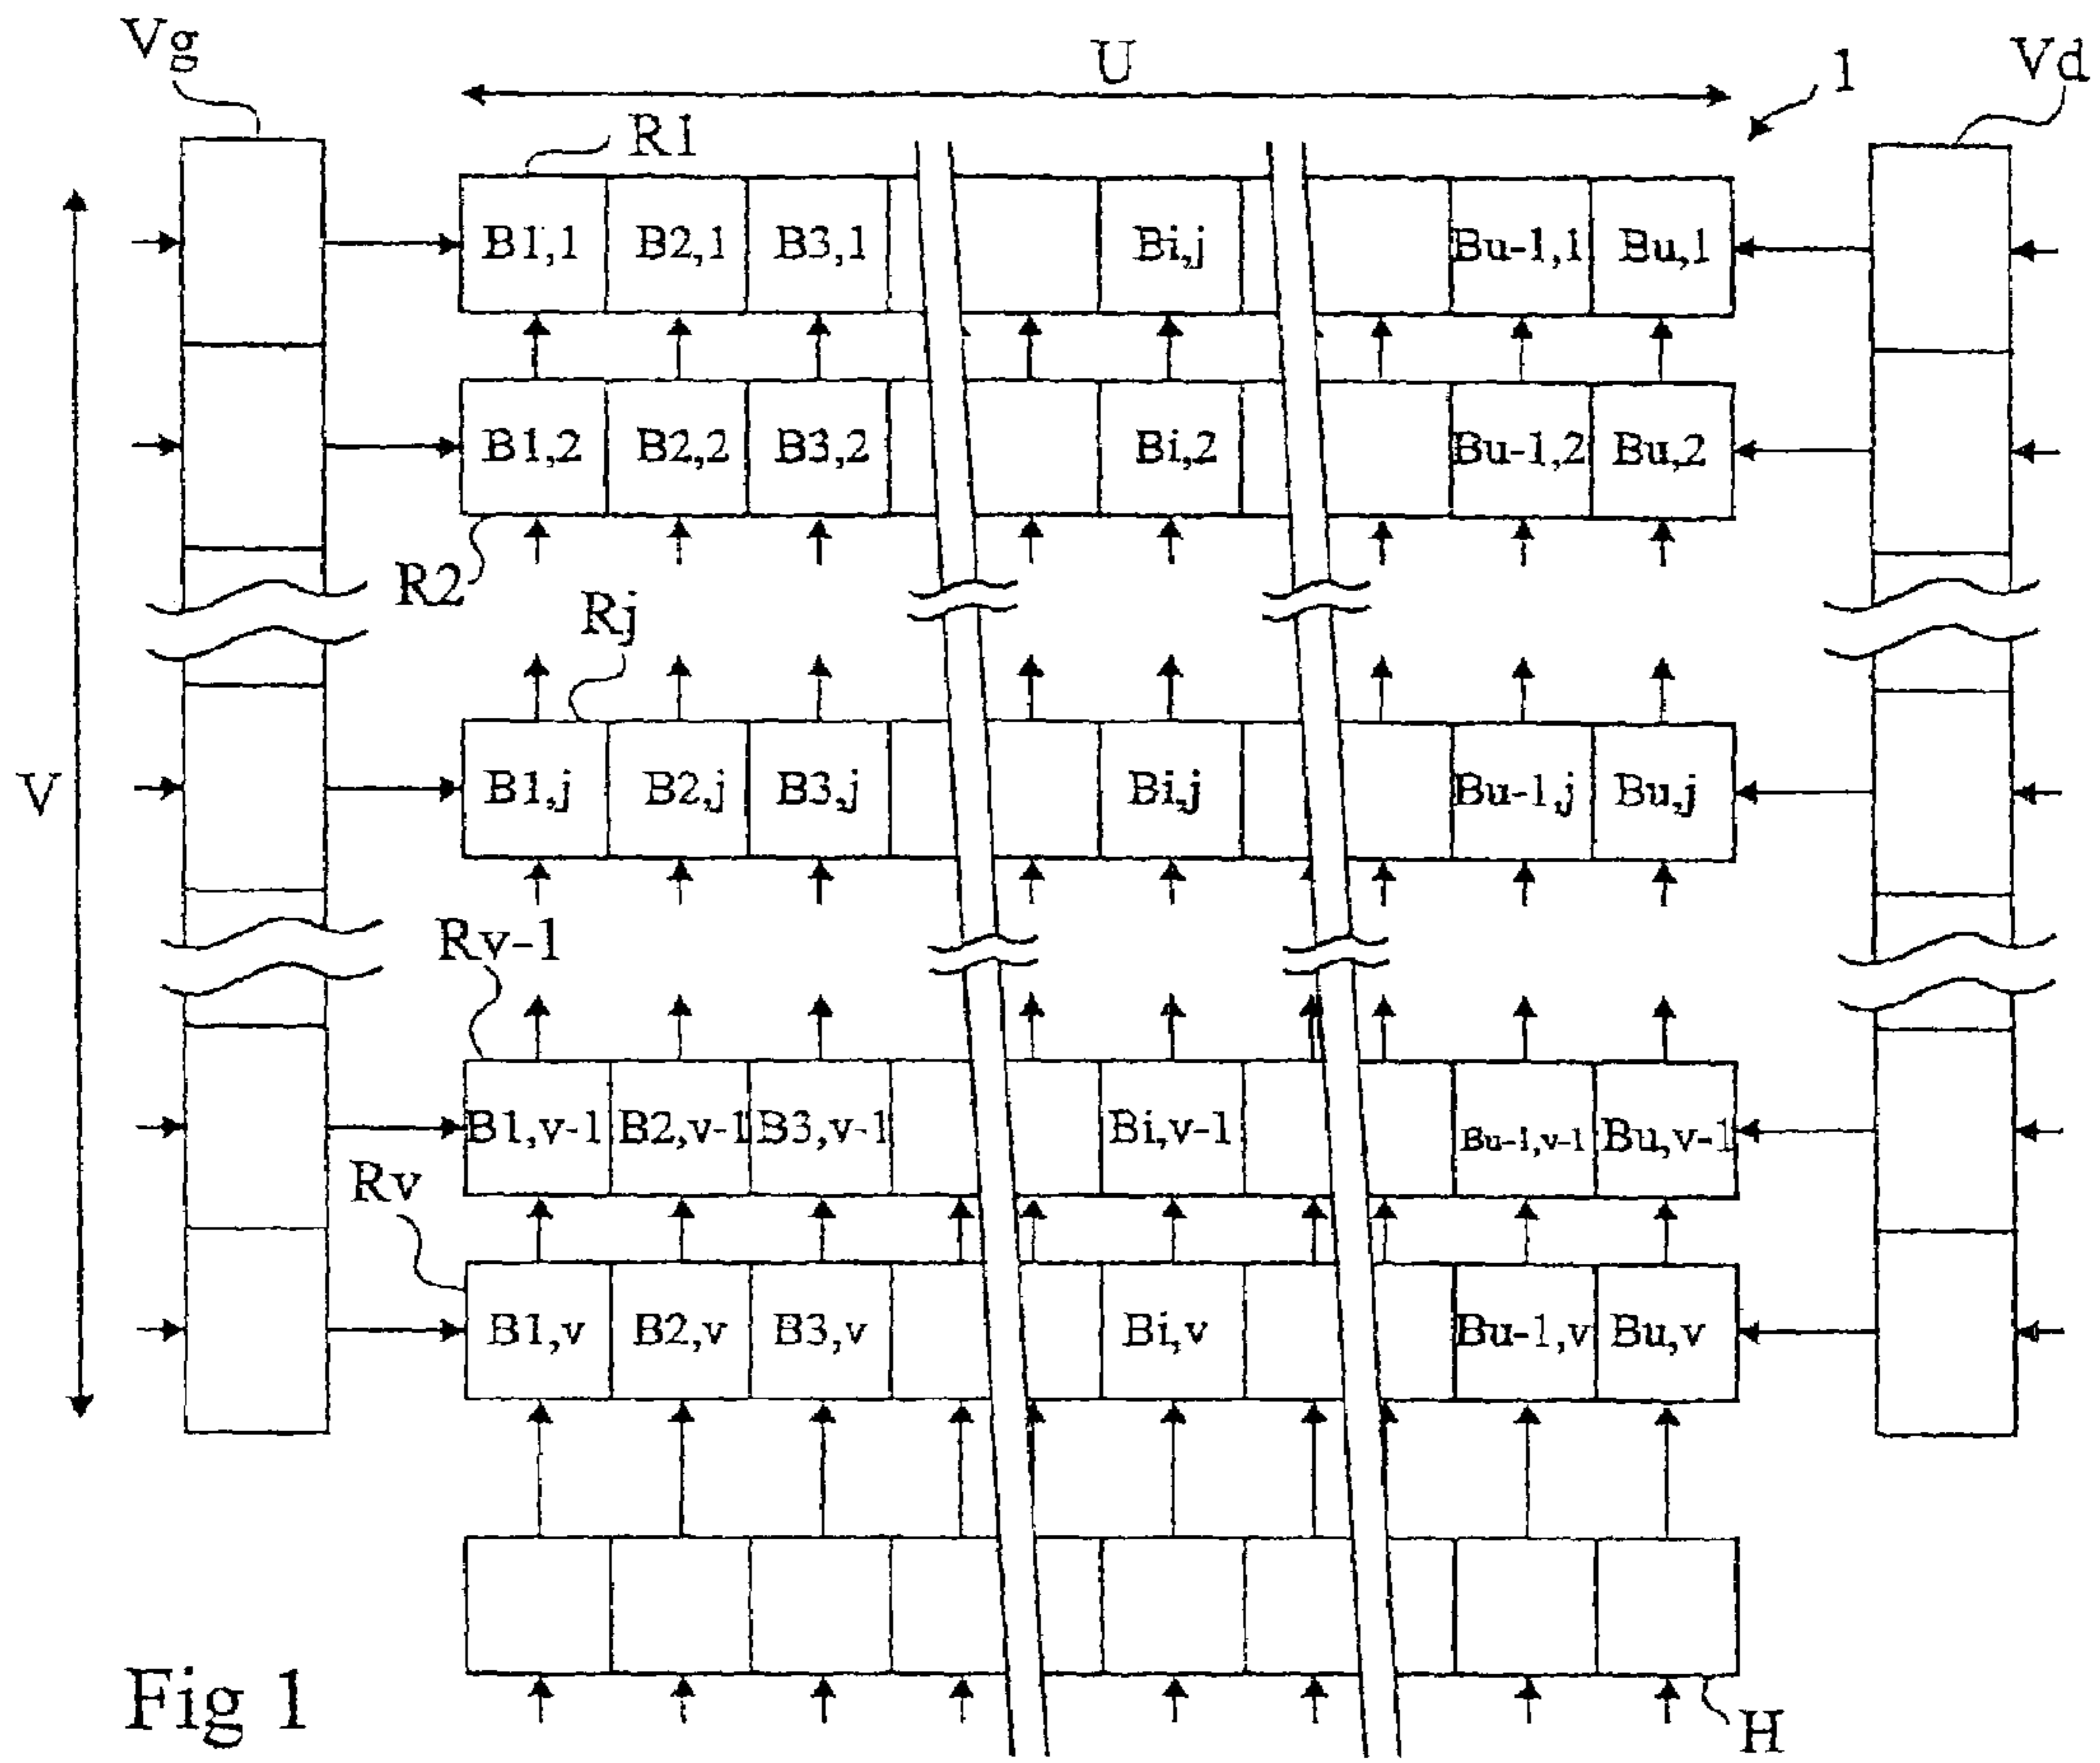 Vg U 1 Vd
R1
B1,1 B2,1 B3,1 Bi,j Bu-1,1 Bu,1
B1,2 B2,2 B3,2 Bi,2 Bu-1,2 Bu,2
R2
Rj
V B1,j B2,j B3,j Bi,j Bu-1,j Bu,j
Rv-1
B1,v-1 B2,v-1 B3,v-1 Bi,v-1 Bu-1,v-1 Bu,v-1
Rv
B1,v B2,v B3,v Bi,v Bu-1,v Bu,v
Fig 1
H